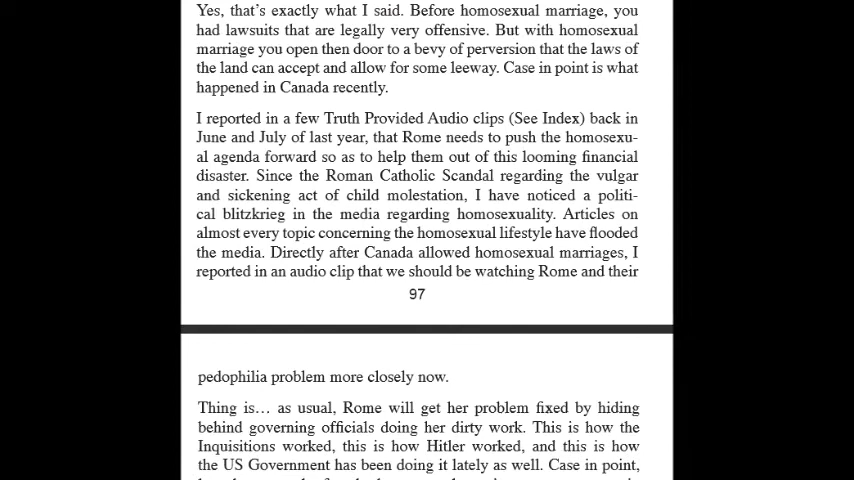 Yes, that's exactly what I said. Before homosexual marriage, you
had lawsuits that are legally very offensive. But with homosexual
marriage you open then door to a bevy of perversion that the laws of
the land can accept and allow for some leeway. Case in point is what
happened in Canada recently.
I reported in a few Truth Provided Audio clips (See Index) back in
June and July of last year, that Rome needs to push the homosexu-
al agenda forward so as to help them out of this looming financial
disaster. Since the Roman Catholic Scandal regarding the vulgar
and sickening act of child molestation, I have noticed a politi-
cal blitzkrieg in the media regarding homosexuality. Articles on
almost every topic concerning the homosexual lifestyle have flooded
the media. Directly after Canada allowed homosexual marriages, I
reported in an audio clip that we should be watching Rome and their
97
pedophilia problem more closely now.
Thing is… as usual, Rome will get her problem fixed by hiding
behind governing officials doing her dirty work. This is how the
Inquisitions worked, this is how Hitler worked, and this is how
the US Government has been doing it lately as well. Case in point,